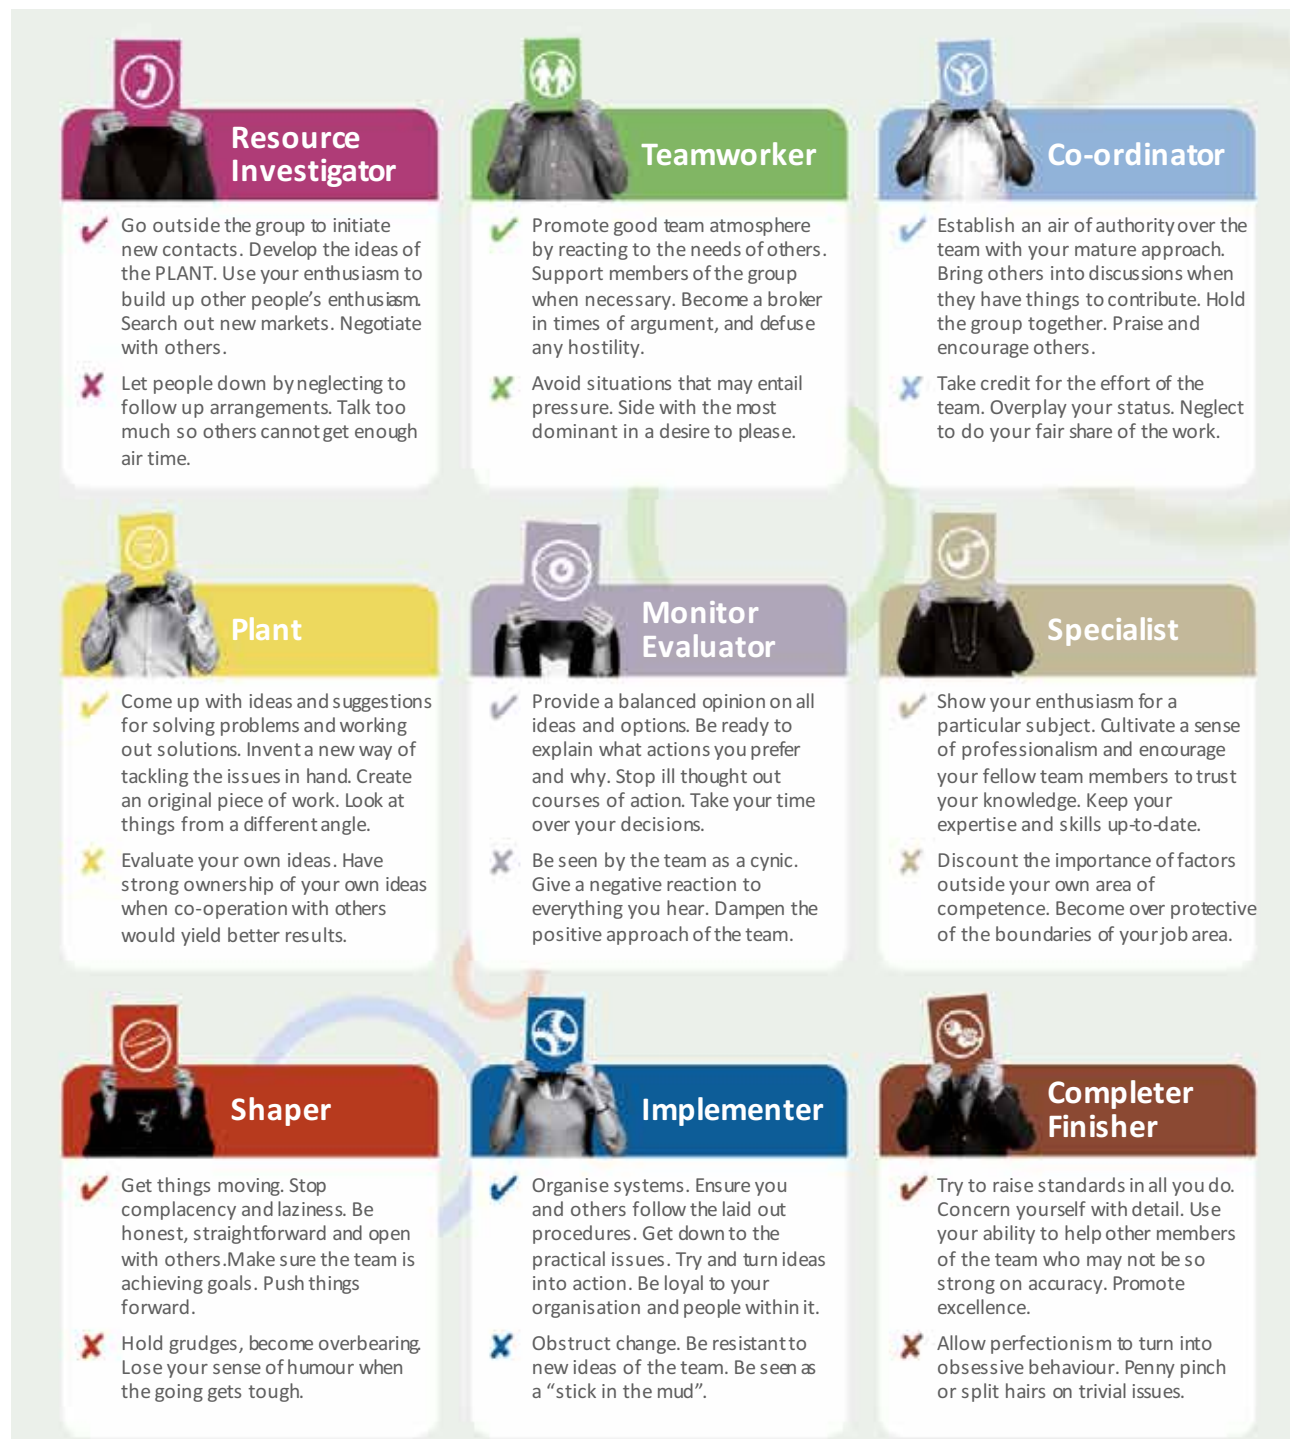 Resource
Investigator
Go outside the group to initiate
new contacts. Develop the ideas of
the PLANT. Use your enthusiasm to
build up other people's enthusiasm.
Search out new markets. Negotiate
with others.
Let people down by neglecting to
follow up arrangements. Talk too
much so others cannot get enough
air time.
Teamworker
Promote good team atmosphere
by reacting to the needs of others.
Support members of the group
when necessary. Become a broker
in times of argument, and defuse
any hostility.
Avoid situations that may entail
pressure. Side with the most
dominant in a desire to please.
Co-ordinator
Establish an air of authority over the
team with your mature approach.
Bring others into discussions when
they have things to contribute. Hold
the group together. Praise and
encourage others.
Take credit for the effort of the
team. Overplay your status. Neglect
to do your fair share of the work.
Plant
Come up with ideas and suggestions
for solving problems and working
out solutions. Invent a new way of
tackling the issues in hand. Create
an original piece of work. Look at
things from a different angle.
Evaluate your own ideas. Have
strong ownership of your own ideas
when co-operation with others
would yield better results.
Monitor
Evaluator
Provide a balanced opinion on all
ideas and options. Be ready to
explain what actions you prefer
and why. Stop ill thought out
courses of action. Take your time
over your decisions.
Be seen by the team as a cynic.
Give a negative reaction to
everything you hear. Dampen the
positive approach of the team.
Specialist
Show your enthusiasm for a
particular subject. Cultivate a sense
of professionalism and encourage
your fellow team members to trust
your knowledge. Keep your
expertise and skills up-to-date.
Discount the importance of factors
outside your own area of
competence. Become over protective
of the boundaries of your job area.
Shaper
Get things moving. Stop
complacency and laziness. Be
honest, straightforward and open
with others.Make sure the team is
achieving goals. Push things
forward.
Hold grudges, become overbearing.
Lose your sense of humour when
the going gets tough.
Implementer
Organise systems. Ensure you
and others follow the laid out
procedures. Get down to the
practical issues. Try and turn ideas
into action. Be loyal to your
organisation and people within it.
Obstruct change. Be resistant to
new ideas of the team. Be seen as
a “stick in the mud”.
Completer
Finisher
Try to raise standards in all you do.
Concern yourself with detail. Use
your ability to help other members
of the team who may not be so
strong on accuracy. Promote
excellence.
Allow perfectionism to turn into
obsessive behaviour. Penny pinch
or split hairs on trivial issues.